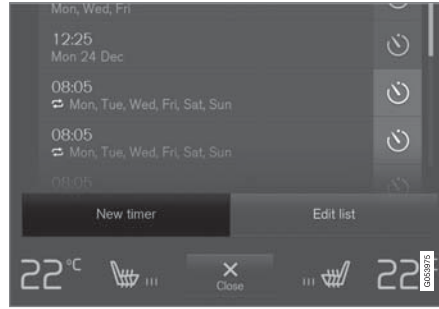 Mon, Wed, Fri
12:25
Mon 24 Dec
08:05
Mon, Tue, Wed, Fri, Sat, Sun
08:05
Mon, Tue, Wed, Fri, Sat, Sun
08:05
New timer
Edit list
22°C
Close
22°
G053975